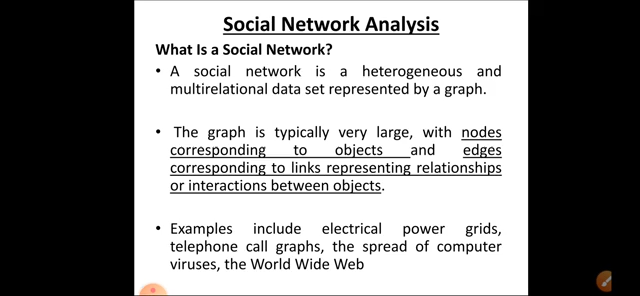 Social Network Analysis
What Is a Social Network?
• A social network is a heterogeneous and
multirelational data set represented by a graph.
• The graph is typically very large, with nodes
corresponding to objects and edges
corresponding to links representing relationships
or interactions between objects.
• Examples include electrical power grids,
telephone call graphs, the spread of computer
viruses, the World Wide Web